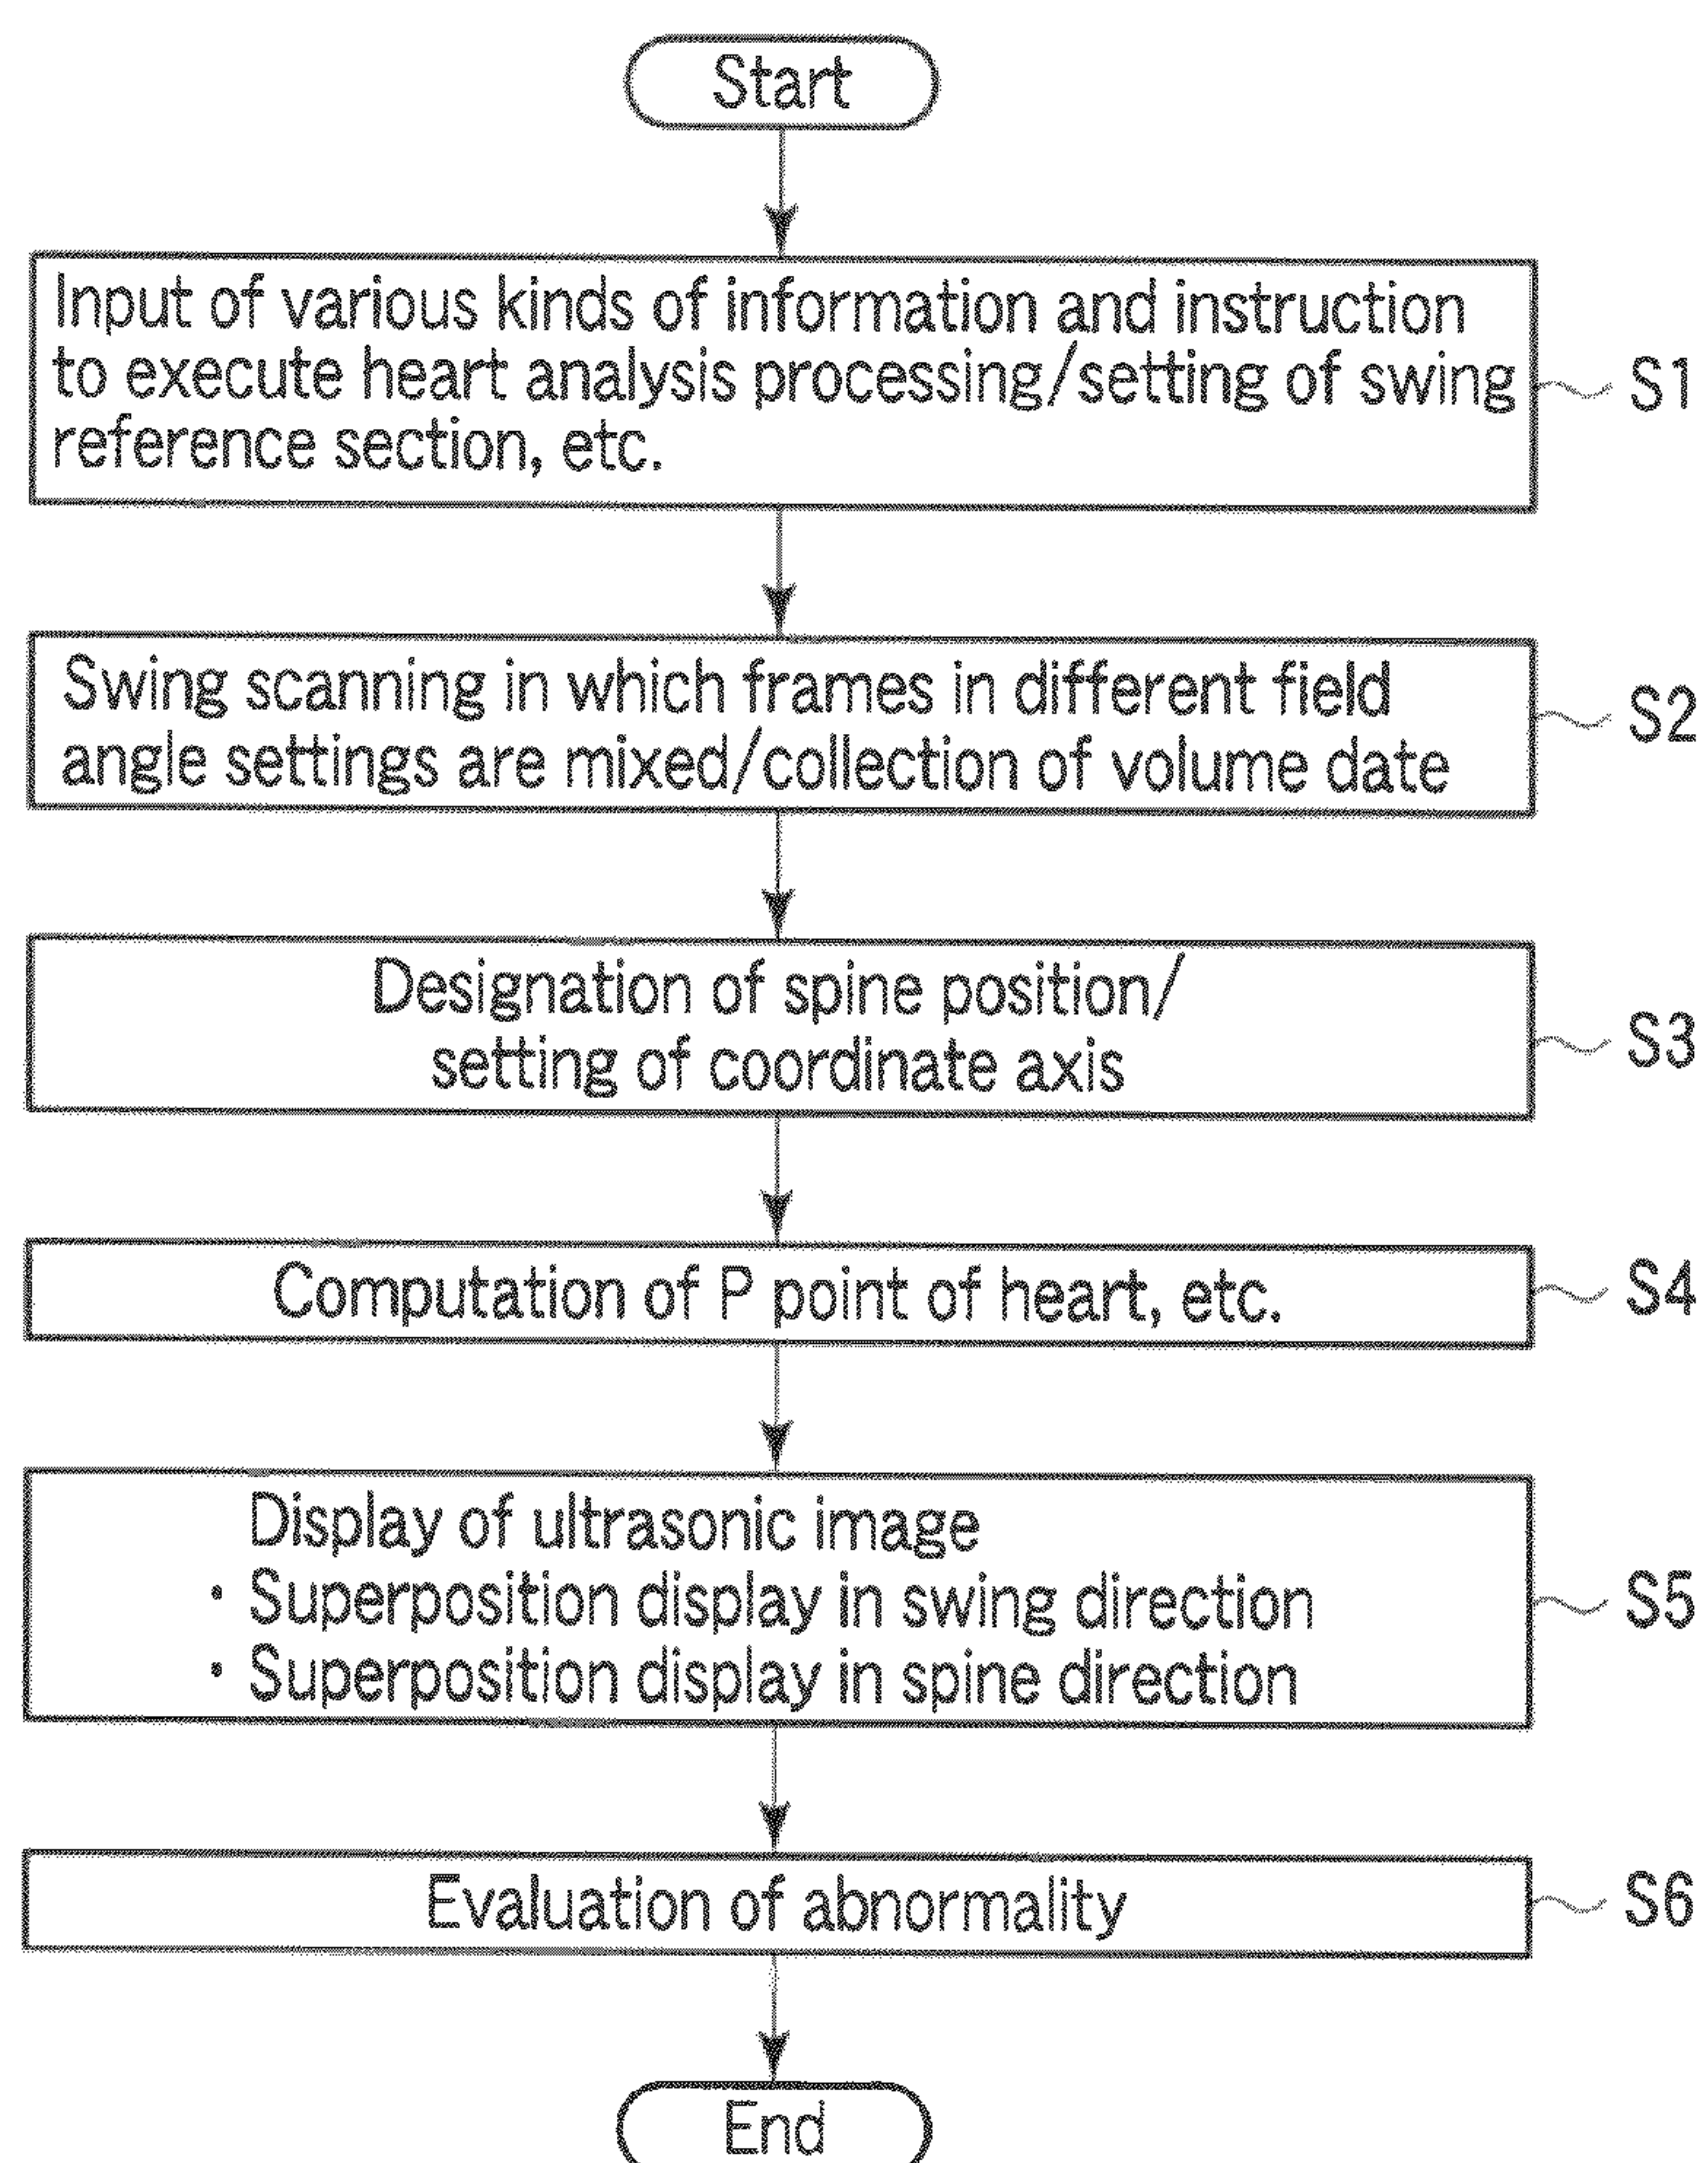 Start
Input of various kinds of information and instruction
to execute heart analysis processing/setting of swing
reference section, etc.
S1
Swing scanning in which frames in different field
angle settings are mixed/collection of volume date
S2
Designation of spine position/
setting of coordinate axis
S3
Computation of P point of heart, etc.
S4
Display of ultrasonic image
・Superposition display in swing direction
・Superposition display in spine direction
S5
Evaluation of abnormality
S6
End